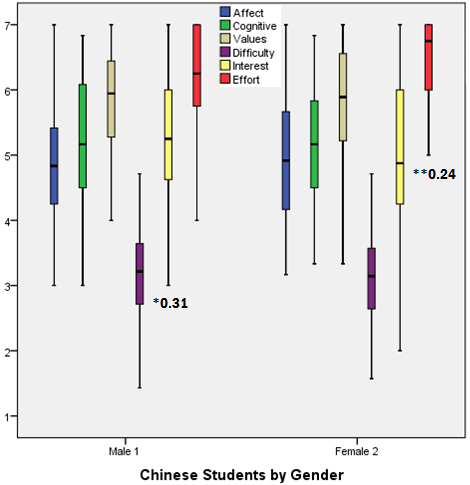 Affect
Cognitive
Values
Difficulty
Interest
Effort
7
6
5
4
3
2
1
**0.24
*0.31
Male 1
Female 2
Chinese Students by Gender